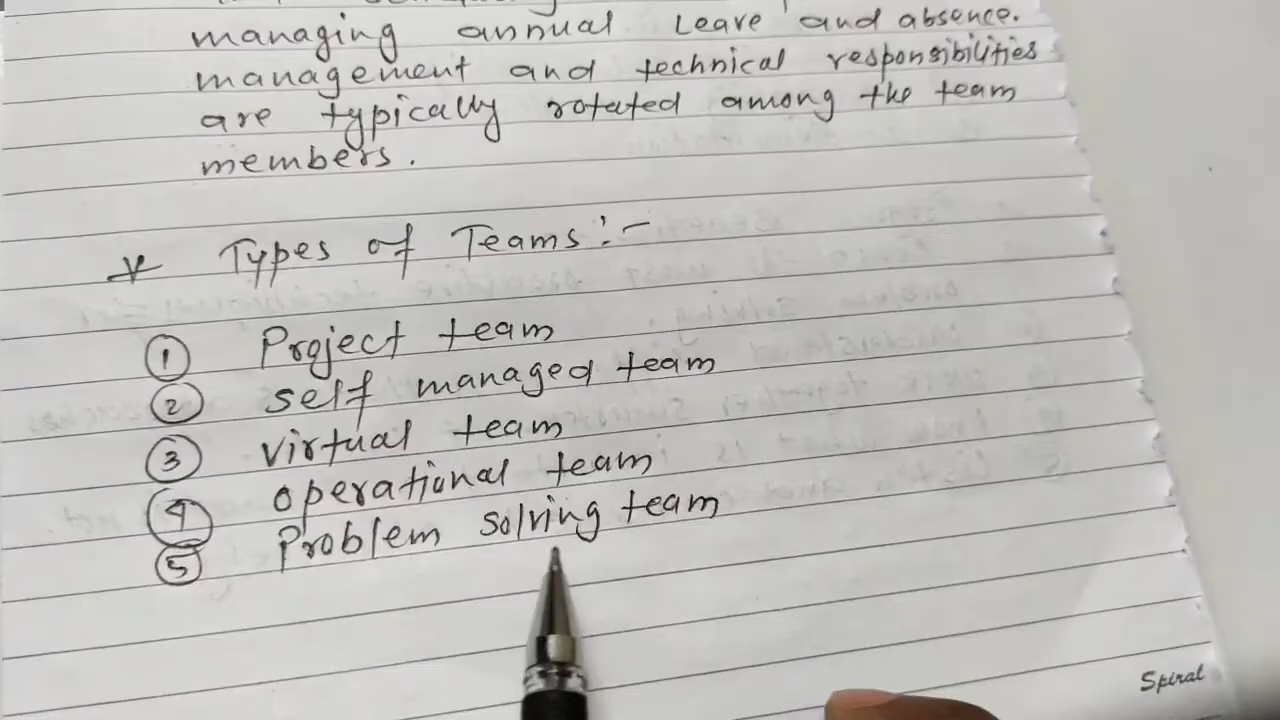 managing annual leave and absence.
management and technical responsibilities
are typically rotated among the team
members.
Types of Teams :-
① Project team
② self managed team
③ virtual team
④ operational team
⑤ Problem solving team
Spiral